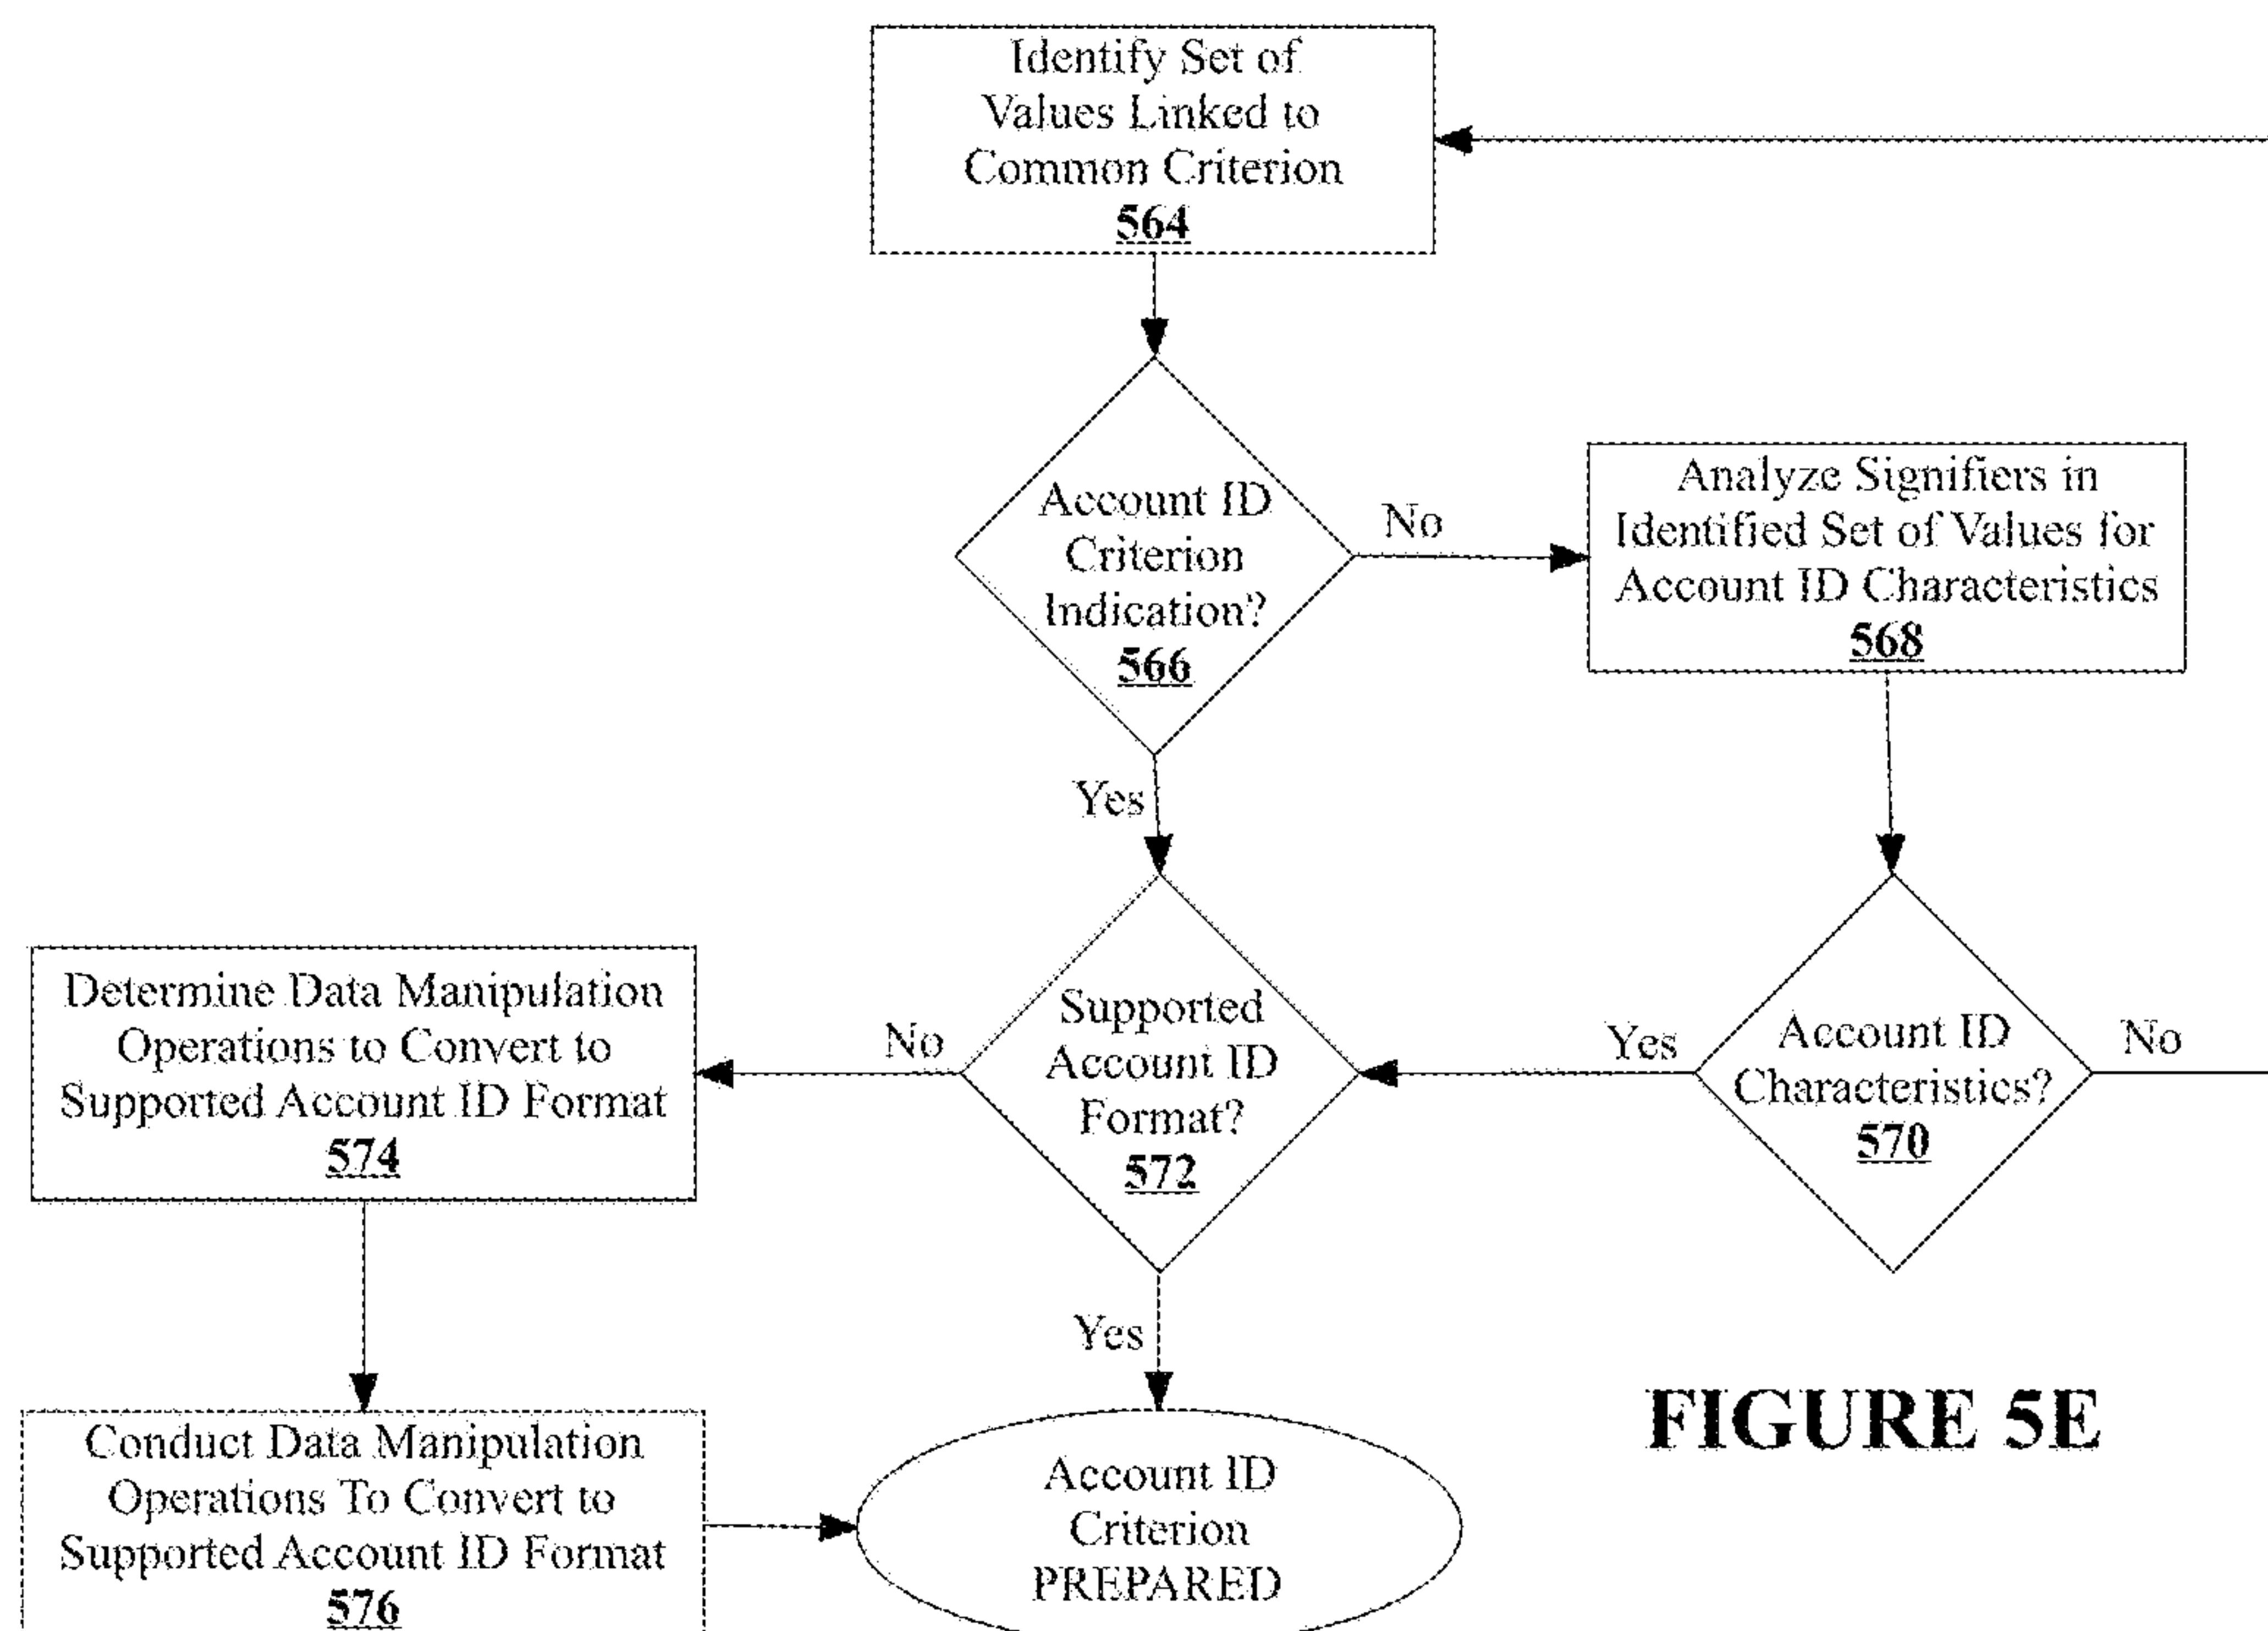 Identify Set of
Values Linked to
Common Criterion
564
Account ID
Criterion
Indication?
566
No
Analyze Signifiers in
Identified Set of Values for
Account ID Characteristics
568
Yes
Determine Data Manipulation
Operations to Convert to
Supported Account ID Format
574
No
Supported
Account ID
Format?
572
Yes
Account ID
Characteristics?
570
No
Yes
Conduct Data Manipulation
Operations To Convert to
Supported Account ID Format
576
Account ID
Criterion
PREPARED
FIGURE 5E